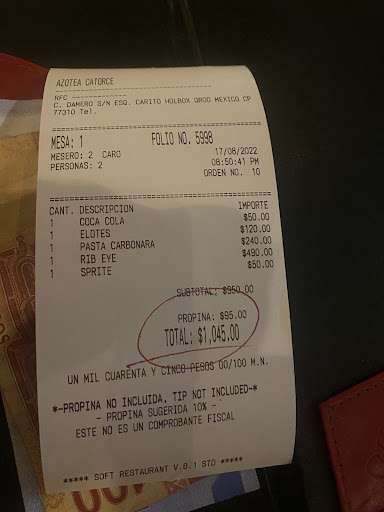 AZOTEA CATORCE
RFC
C. DAMERO S/N ESQ. CARITO HOLBOX QROO MEXICO CP
77310 Tel.
MESA: 1 FOLIO NO. 5998
MESERO: 2 CARO 17/08/2022
PERSONAS: 2 08:50:41 PM
ORDEN NO. 10
CANT. DESCRIPCION IMPORTE
1 COCA COLA $50.00
1 ELOTES $120.00
1 PASTA CARBONARA $240.00
1 RIB EYE $490.00
1 SPRITE $50.00
SUBTOTAL: $950.00
PROPINA: $95.00
TOTAL: $1,045.00
UN MIL CUARENTA Y CINCO PESOS 00/100 M.N.
*-PROPINA NO INCLUIDA, TIP NOT INCLUDED-*
- PROPINA SUGERIDA 10% -
ESTE NO ES UN COMPROBANTE FISCAL
***** SOFT RESTAURANT V.8.1 STD *****